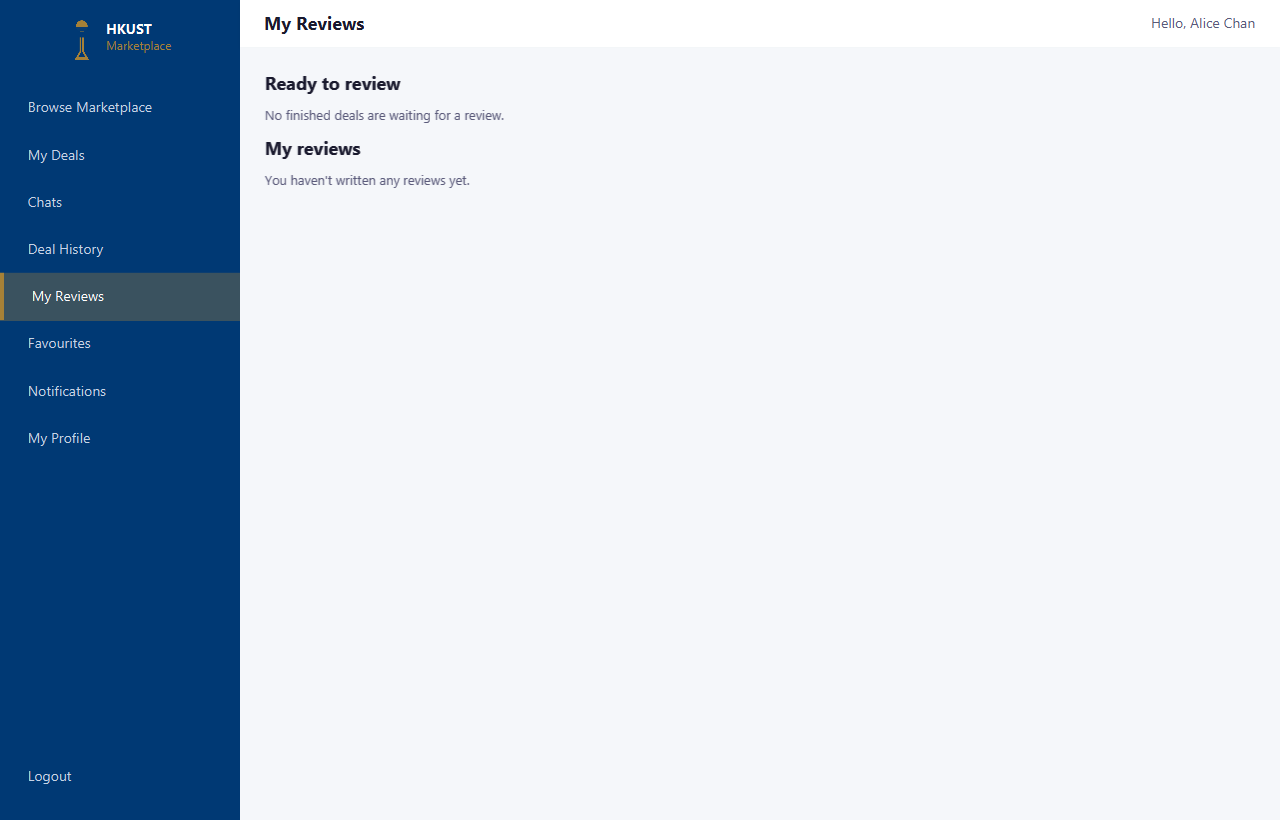 HKUST
Marketplace
Browse Marketplace
My Deals
Chats
Deal History
My Reviews
Favourites
Notifications
My Profile
Logout
My Reviews
Hello, Alice Chan
Ready to review
No finished deals are waiting for a review.
My reviews
You haven't written any reviews yet.